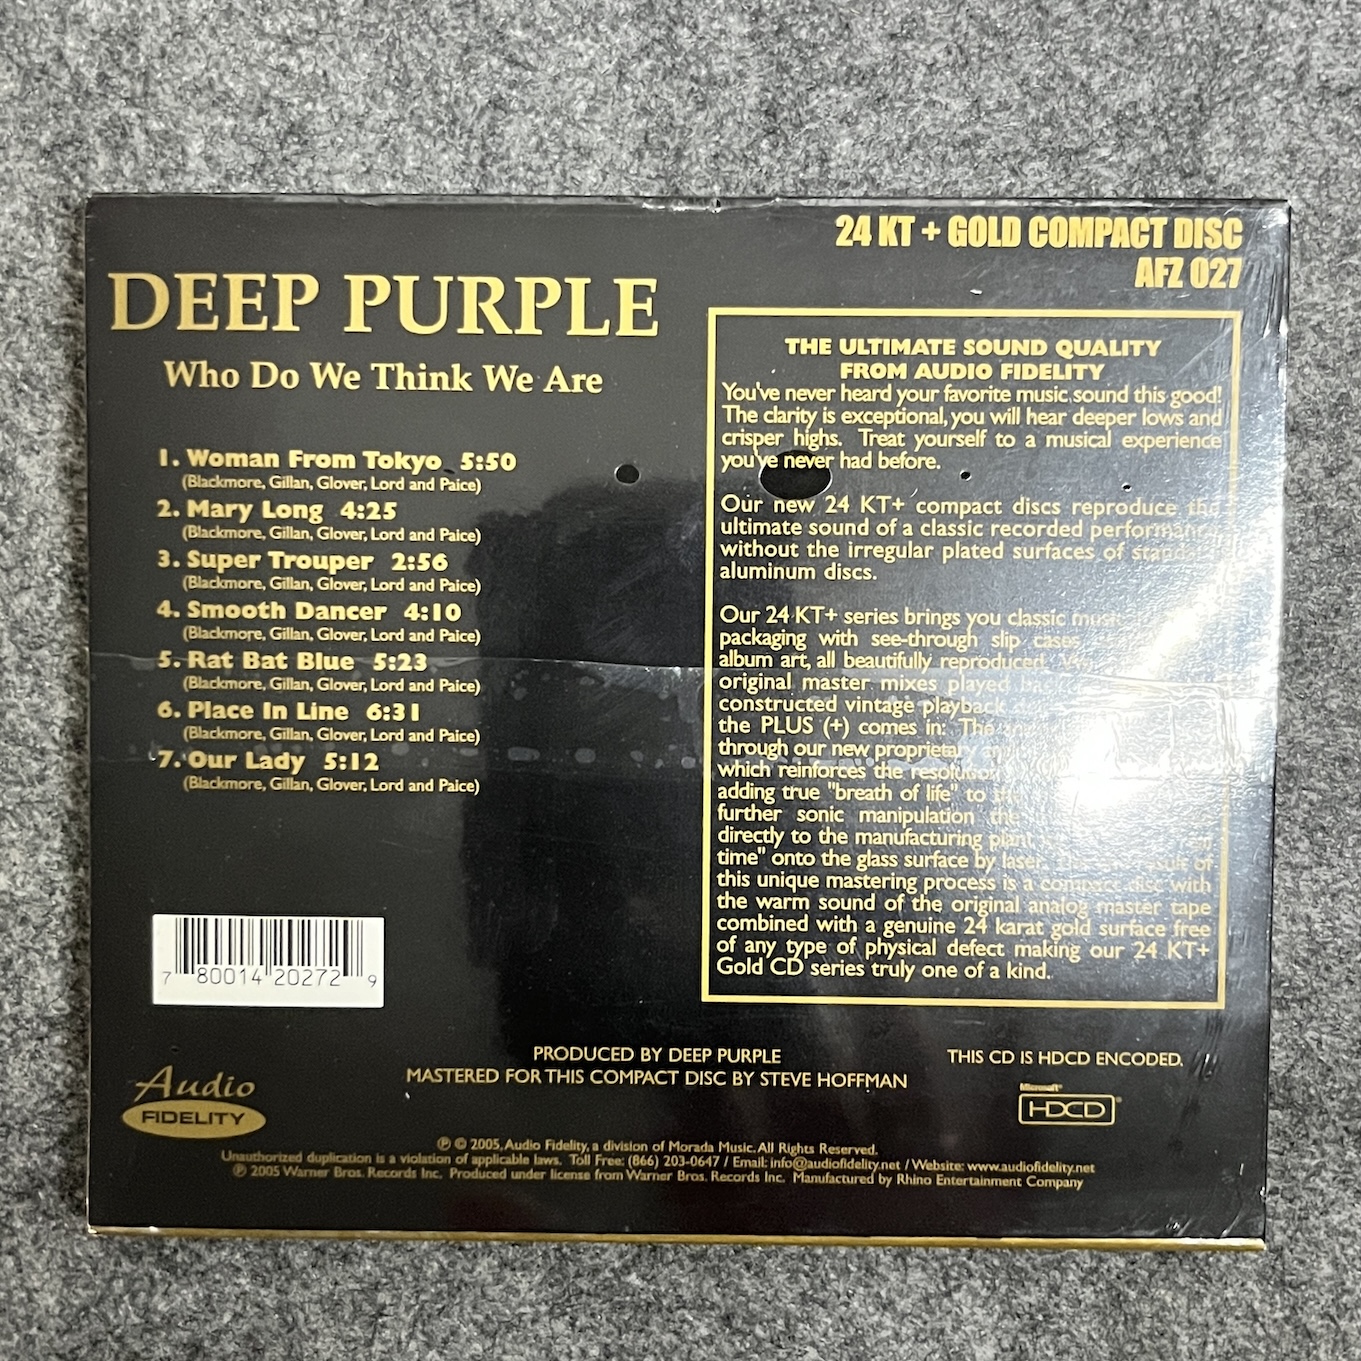 24 KT + GOLD COMPACT DISC
AFZ 027
DEEP PURPLE
Who Do We Think We Are
1. Woman From Tokyo 5:50
(Blackmore, Gillan, Glover, Lord and Paice)
2. Mary Long 4:25
(Blackmore, Gillan, Glover, Lord and Paice)
3. Super Trouper 2:56
(Blackmore, Gillan, Glover, Lord and Paice)
4. Smooth Dancer 4:10
(Blackmore, Gillan, Glover, Lord and Paice)
5. Rat Bat Blue 5:23
(Blackmore, Gillan, Glover, Lord and Paice)
6. Place In Line 6:31
(Blackmore, Gillan, Glover, Lord and Paice)
7. Our Lady 5:12
(Blackmore, Gillan, Glover, Lord and Paice)
THE ULTIMATE SOUND QUALITY
FROM AUDIO FIDELITY
You've never heard your favorite music sound this good!
The clarity is exceptional, you will hear deeper lows and
crisper highs. Treat yourself to a musical experience
you've never had before.
Our new 24 KT+ compact discs reproduce the
ultimate sound of a classic recorded performance
without the irregular plated surfaces of standard
aluminum discs.
Our 24 KT+ series brings you classic music
packaging with see-through slip cases
album art, all beautifully reproduced.
original master mixes played
constructed vintage playback
the PLUS (+) comes in: The
through our new proprietary
which reinforces the resolution
adding true "breath of life" to
further sonic manipulation the
directly to the manufacturing plant
time" onto the glass surface by laser. of
this unique mastering process is a compact disc with
the warm sound of the original analog master tape
combined with a genuine 24 karat gold surface free
of any type of physical defect making our 24 KT+
Gold CD series truly one of a kind.
7 80014 20272 9
PRODUCED BY DEEP PURPLE
MASTERED FOR THIS COMPACT DISC BY STEVE HOFFMAN
THIS CD IS HDCD ENCODED.
Microsoft®
HDCD®
Audio
FIDELITY
℗ © 2005, Audio Fidelity, a division of Morada Music. All Rights Reserved.
Unauthorized duplication is a violation of applicable laws. Toll Free: (866) 203-0647 / Email: info@audiofidelity.net / Website: www.audiofidelity.net
℗ 2005 Warner Bros. Records Inc. Produced under license from Warner Bros. Records Inc. Manufactured by Rhino Entertainment Company